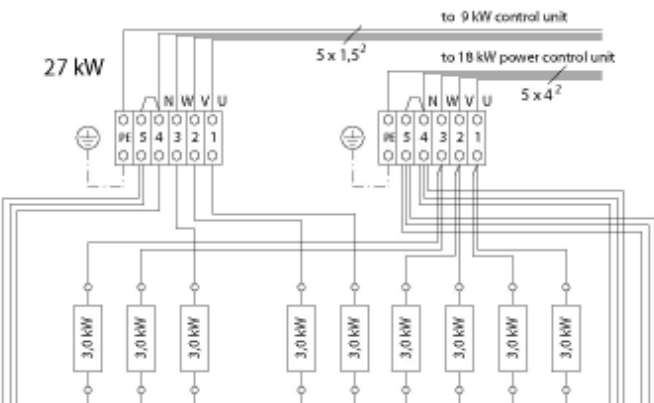 to 9 kW control unit
5 x 1,5²
to 18 kW power control unit
27 kW
5 x 4²
N W V U
N W V U
PE 5 4 3 2 1
PE 5 4 3 2 1
3,0 kW 3,0 kW 3,0 kW 3,0 kW 3,0 kW 3,0 kW 3,0 kW 3,0 kW 3,0 kW